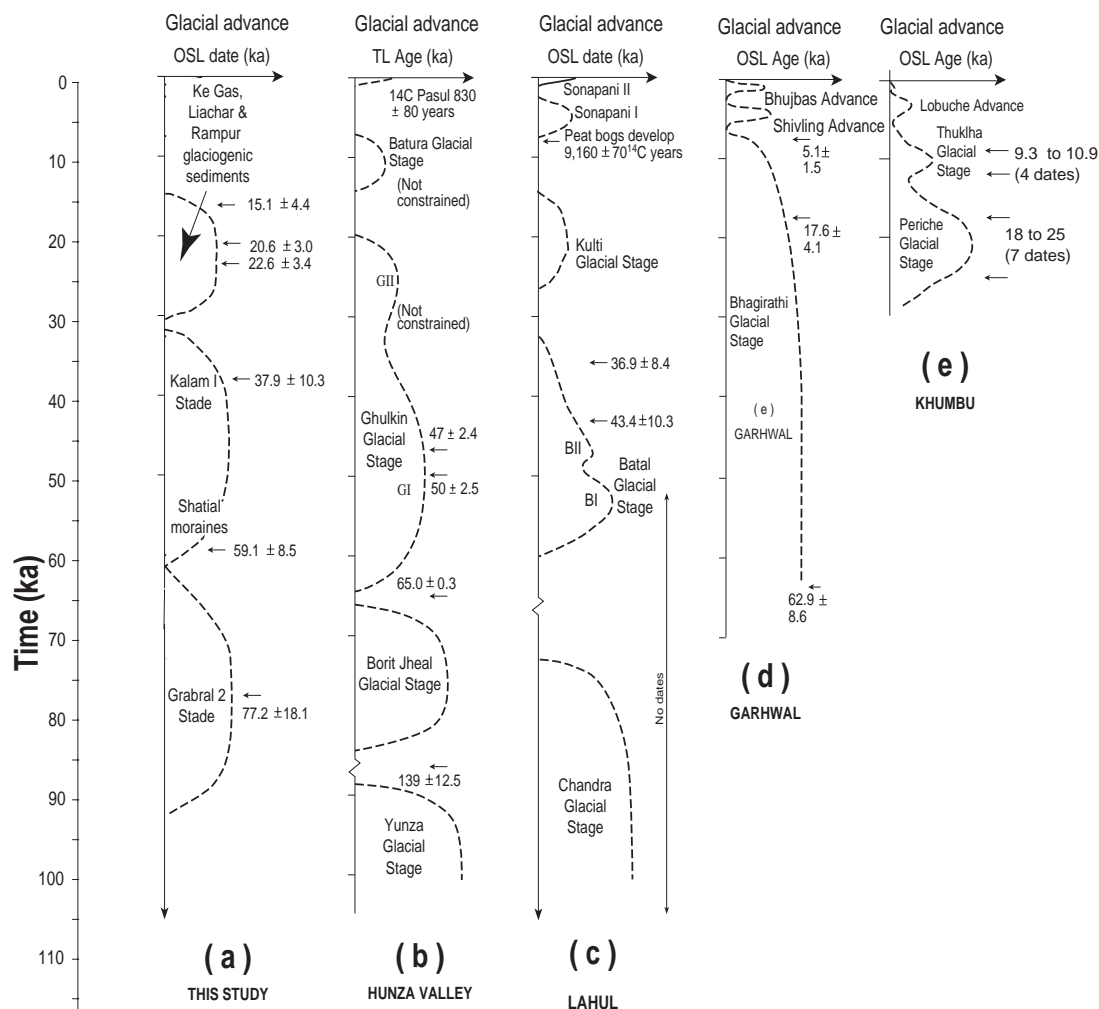 Glacial advance
OSL date (ka)
Ke Gas,
Liachar &
Rampur
glaciogenic
sediments
15.1 ± 4.4
20.6 ± 3.0
22.6 ± 3.4
Kalam I
Stade
37.9 ± 10.3
Shatial
moraines
59.1 ± 8.5
Grabral 2
Stade
77.2 ±18.1
( a )
THIS STUDY
Time (ka)
0
10
20
30
40
50
60
70
80
90
100
110
Glacial advance
TL Age (ka)
14C Pasul 830
± 80 years
Batura Glacial
Stage
(Not
constrained)
GII
(Not
constrained)
Ghulkin
Glacial
Stage
47 ± 2.4
GI
50 ± 2.5
65.0 ± 0.3
Borit Jheal
Glacial Stage
139 ±12.5
Yunza
Glacial
Stage
( b )
HUNZA VALLEY
Glacial advance
OSL date (ka)
Sonapani II
Sonapani I
Peat bogs develop
9,160 ± 70¹⁴C years
Kulti
Glacial Stage
36.9 ± 8.4
43.4 ±10.3
BII
Batal
Glacial
Stage
BI
No dates
Chandra
Glacial
Stage
( c )
LAHUL
Glacial advance
OSL Age (ka)
Bhujbas Advance
Shivling Advance
5.1±
1.5
17.6 ±
4.1
Bhagirathi
Glacial
Stage
( e )
GARHWAL
62.9 ±
8.6
( d )
GARHWAL
Glacial advance
OSL Age (ka)
Lobuche Advance
Thuklha
Glacial
Stage
9.3 to 10.9
(4 dates)
Periche
Glacial
Stage
18 to 25
(7 dates)
( e )
KHUMBU